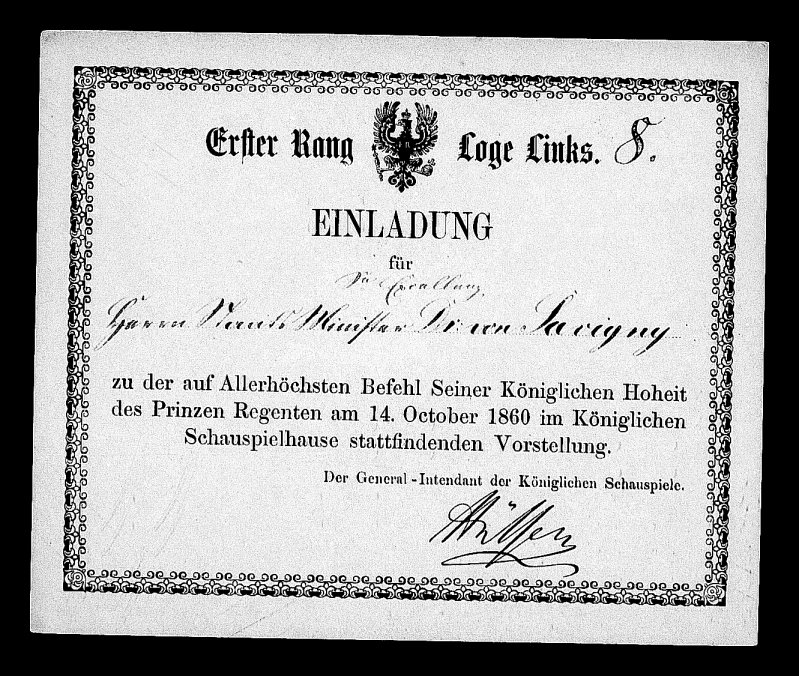 Erster Rang Loge Links. 8.
EINLADUNG
für
Se Excellenz
Herrn Staats Minister Dr. von Savigny
zu der auf Allerhöchsten Befehl Seiner Königlichen Hoheit
des Prinzen Regenten am 14. October 1860 im Königlichen
Schauspielhause stattfindenden Vorstellung.
Der General-Intendant der Königlichen Schauspiele.